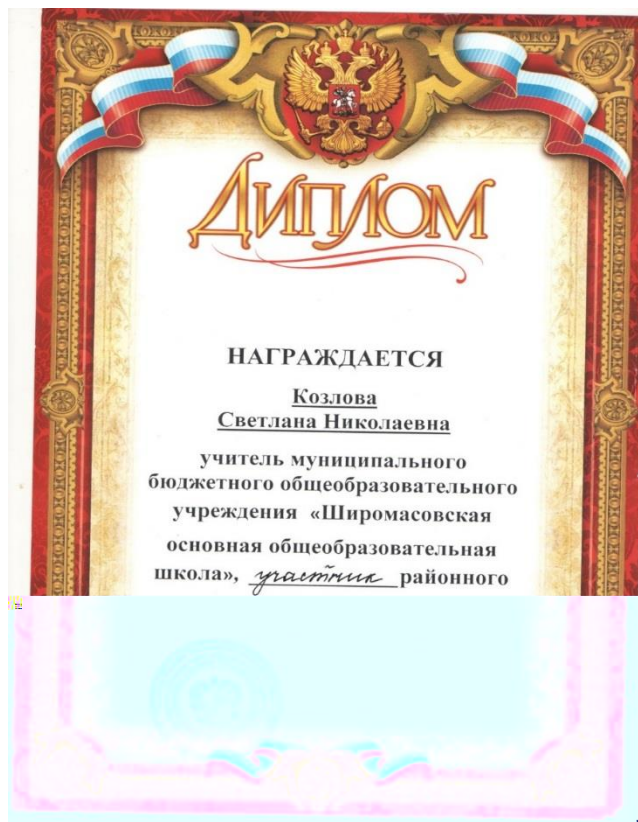 ДИПЛОМ
НАГРАЖДАЕТСЯ
Козлова
Светлана Николаевна
учитель муниципального
бюджетного общеобразовательного
учреждения «Широмасовская
основная общеобразовательная
школа», участник районного